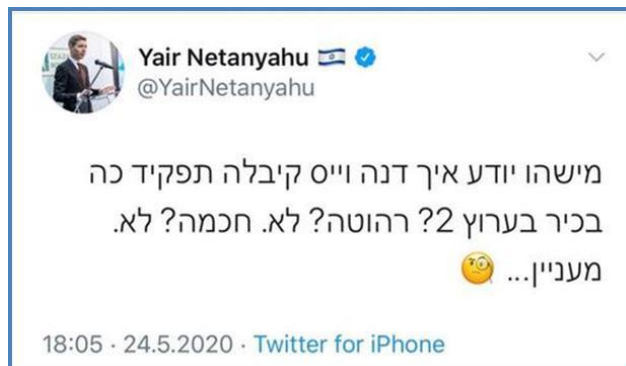 Yair Netanyahu 🇮🇱
@YairNetanyahu
מישהו יודע איך דנה וייס קיבלה תפקיד כה
בכיר בערוץ 2? רהוטה? לא. חכמה? לא.
מעניין... 🧐
18:05 · 24.5.2020 · Twitter for iPhone